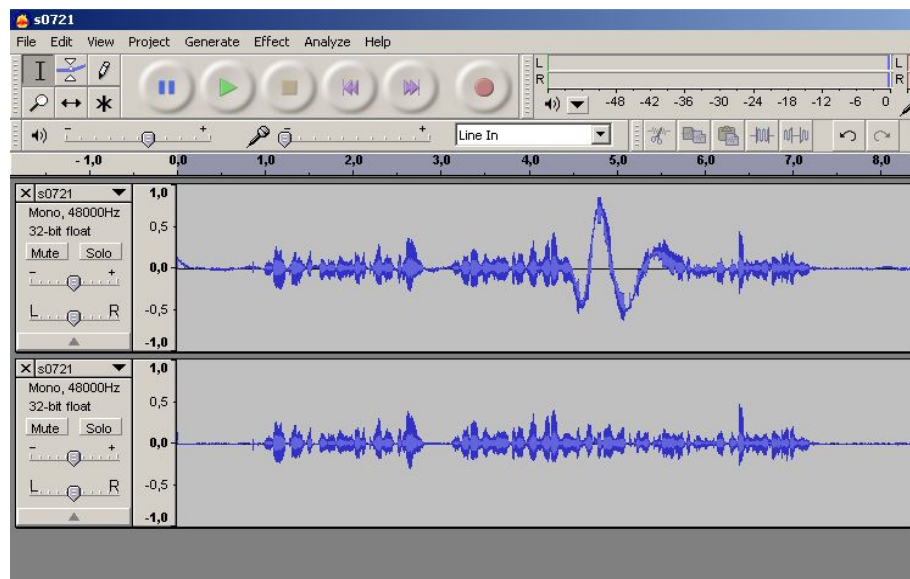 s0721
File Edit View Project Generate Effect Analyze Help
L
R
L
R
-48 -42 -36 -30 -24 -18 -12 -6 0
- + - + Line In
- 1,0 0,0 1,0 2,0 3,0 4,0 5,0 6,0 7,0 8,0
s0721
Mono, 48000Hz
32-bit float
Mute Solo
- +
L R
1,0
0,5
0,0
-0,5
-1,0
s0721
Mono, 48000Hz
32-bit float
Mute Solo
- +
L R
1,0
0,5
0,0
-0,5
-1,0